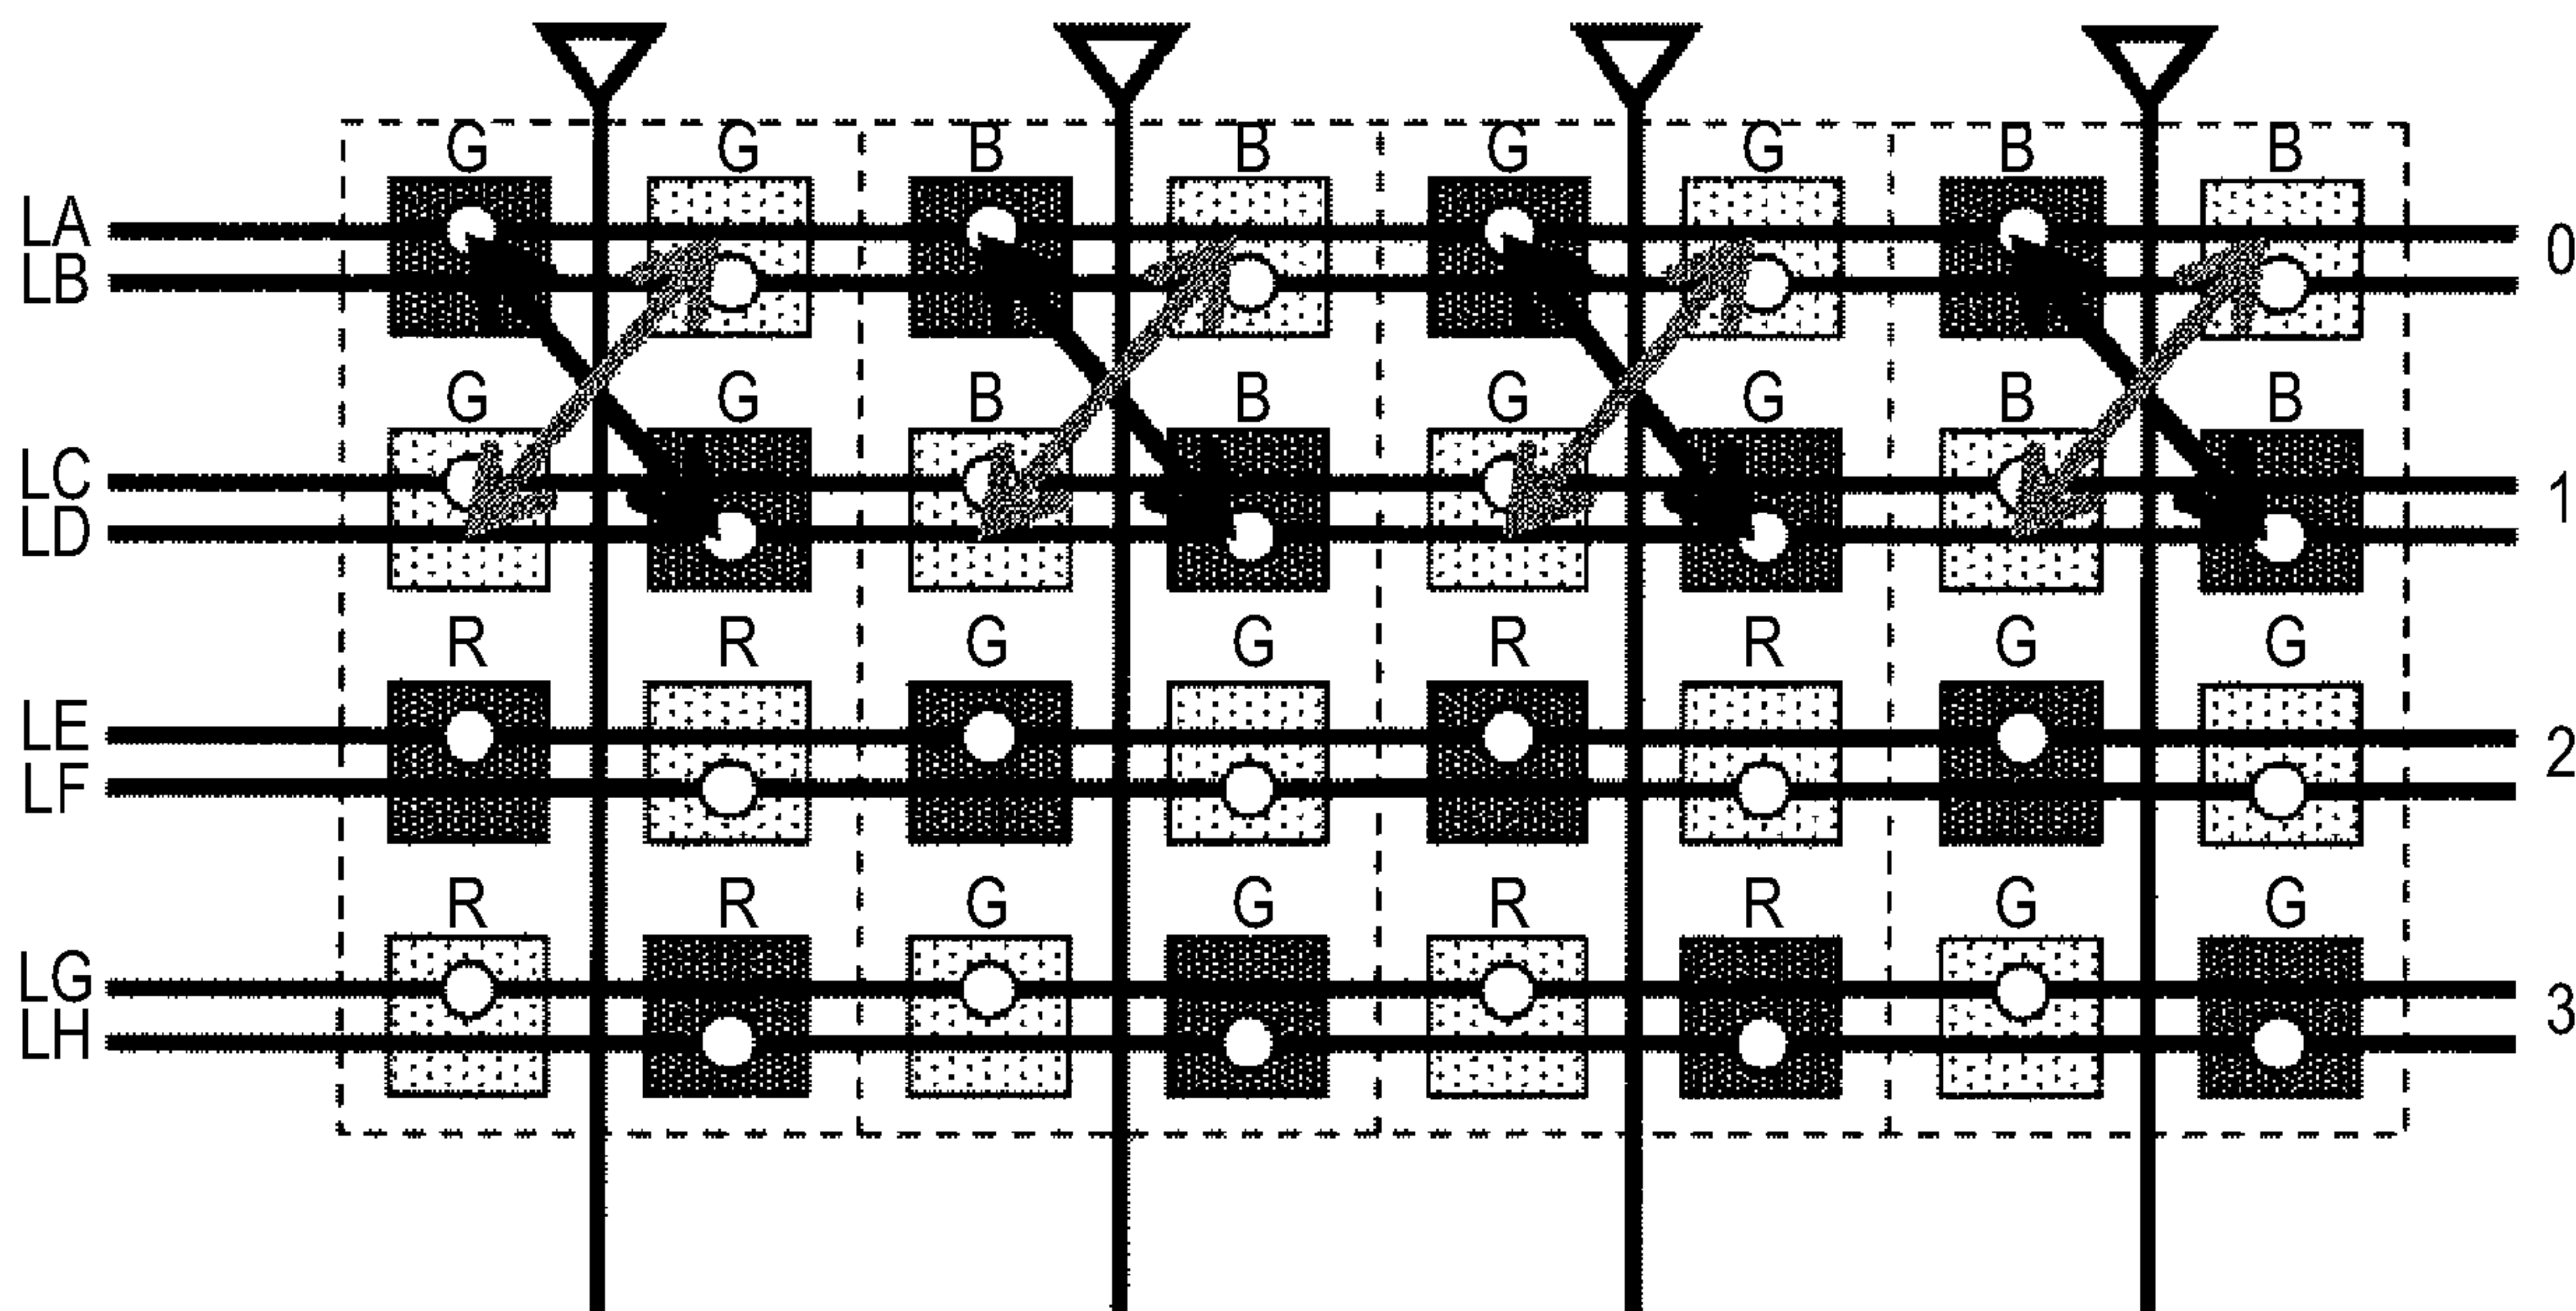 G G B B G G B B
LA 0
LB
G G B B G G B B
LC 1
LD
R R G G R R G G
LE 2
LF
R R G G R R G G
LG 3
LH